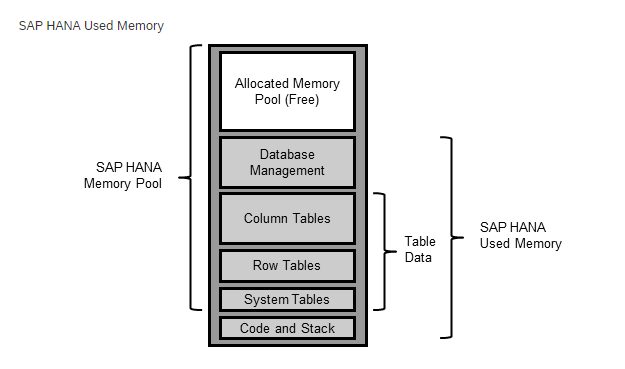 SAP HANA Used Memory
Allocated Memory
Pool (Free)
Database
Management
SAP HANA
Memory Pool
Column Tables
Table
Data
SAP HANA
Used Memory
Row Tables
System Tables
Code and Stack